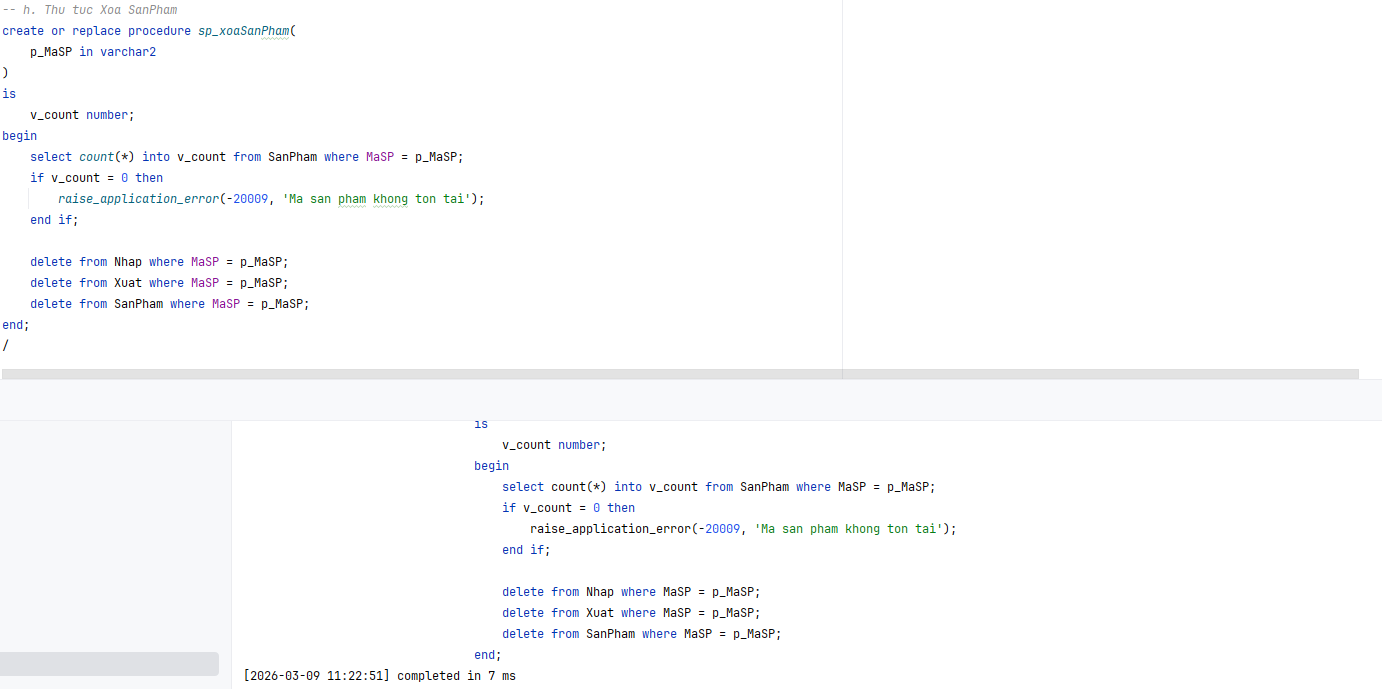 -- h. Thu tuc Xoa SanPham
create or replace procedure sp_xoaSanPham(
    p_MaSP in varchar2
)
is
    v_count number;
begin
    select count(*) into v_count from SanPham where MaSP = p_MaSP;
    if v_count = 0 then
        raise_application_error(-20009, 'Ma san pham khong ton tai');
    end if;

    delete from Nhap where MaSP = p_MaSP;
    delete from Xuat where MaSP = p_MaSP;
    delete from SanPham where MaSP = p_MaSP;
end;
/
is
    v_count number;
begin
    select count(*) into v_count from SanPham where MaSP = p_MaSP;
    if v_count = 0 then
        raise_application_error(-20009, 'Ma san pham khong ton tai');
    end if;

    delete from Nhap where MaSP = p_MaSP;
    delete from Xuat where MaSP = p_MaSP;
    delete from SanPham where MaSP = p_MaSP;
end;
[2026-03-09 11:22:51] completed in 7 ms